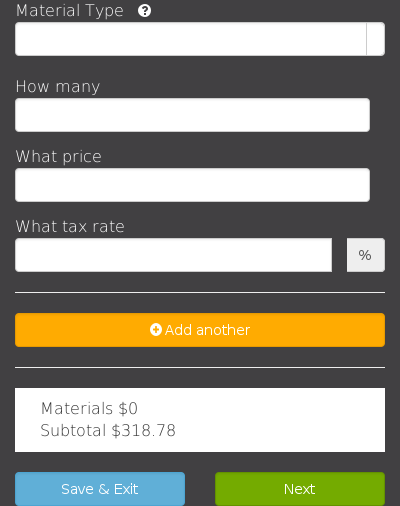 Material Type ?
How many
What price
What tax rate
%
Add another
Materials $0
Subtotal $318.78
Save & Exit
Next